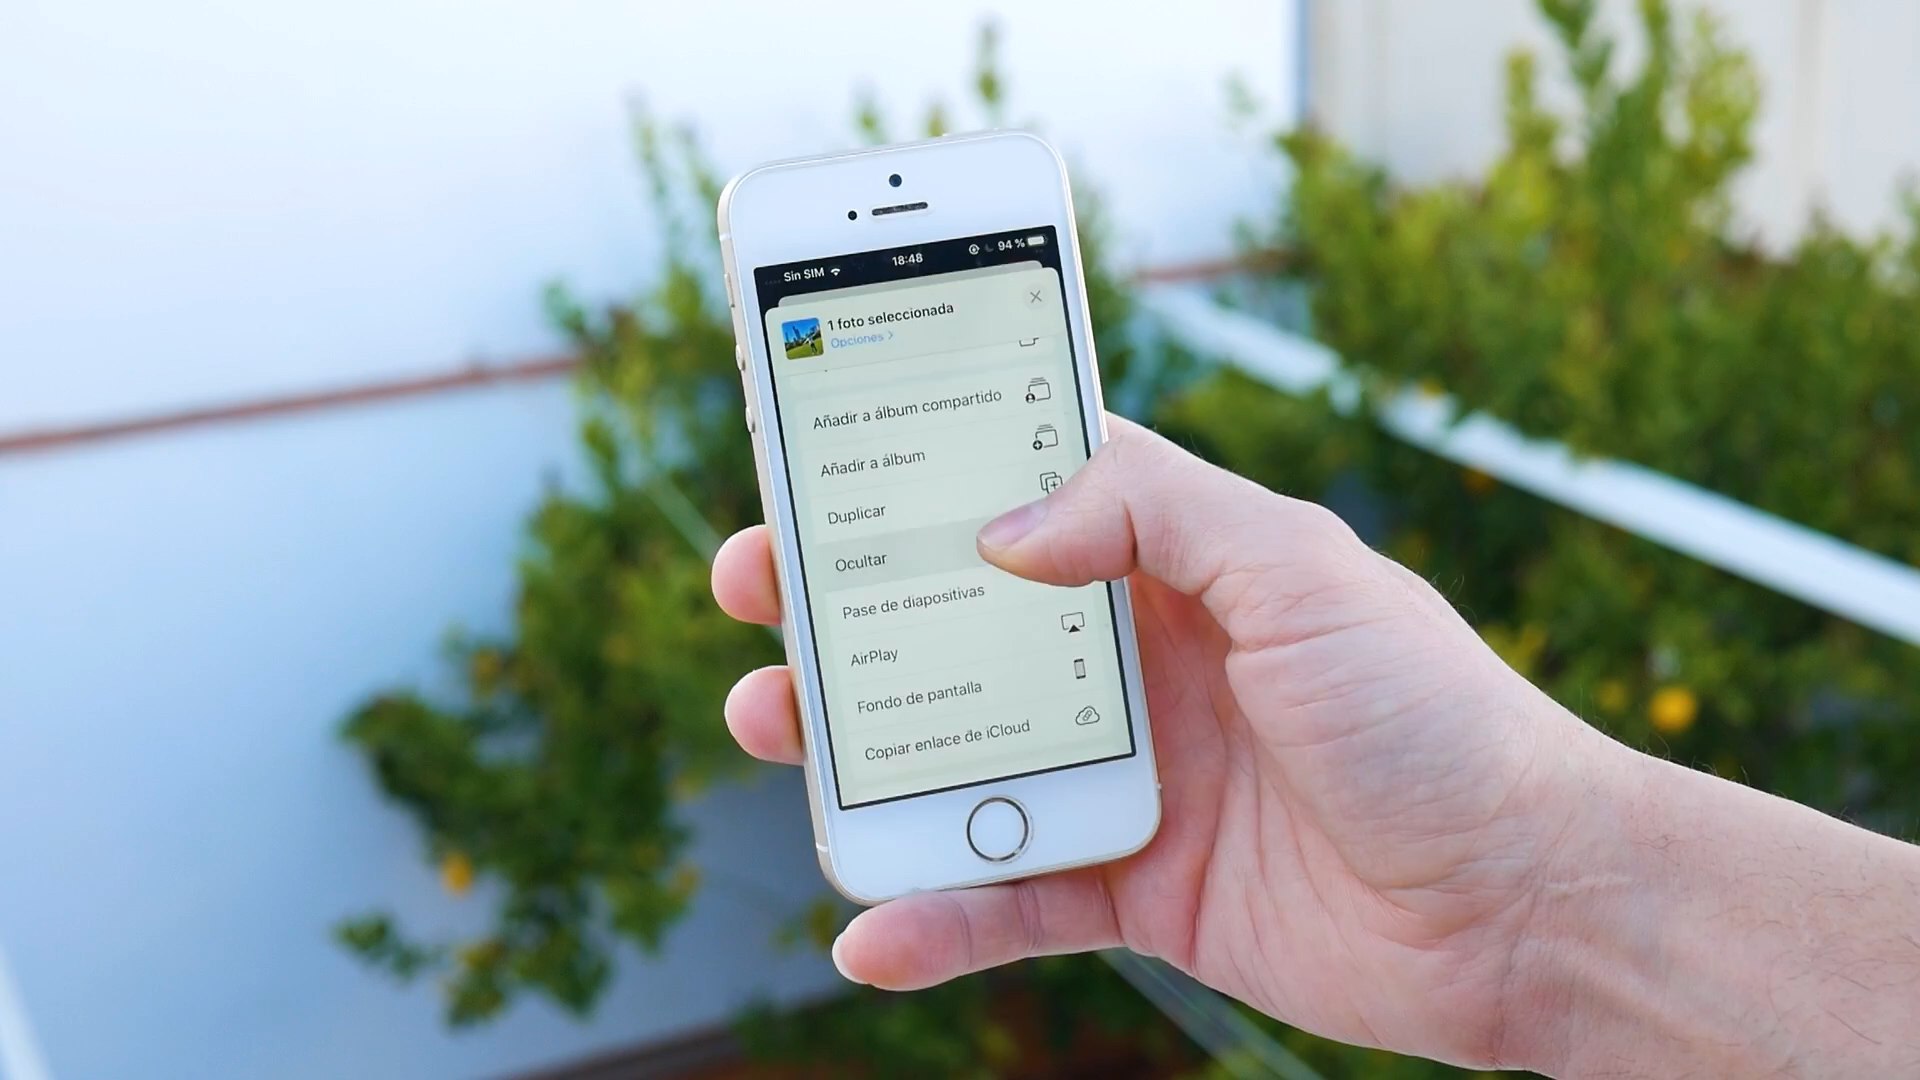 Sin SIM 18:48 94 %
1 foto seleccionada
Opciones >
Añadir a álbum compartido
Añadir a álbum
Duplicar
Ocultar
Pase de diapositivas
AirPlay
Fondo de pantalla
Copiar enlace de iCloud